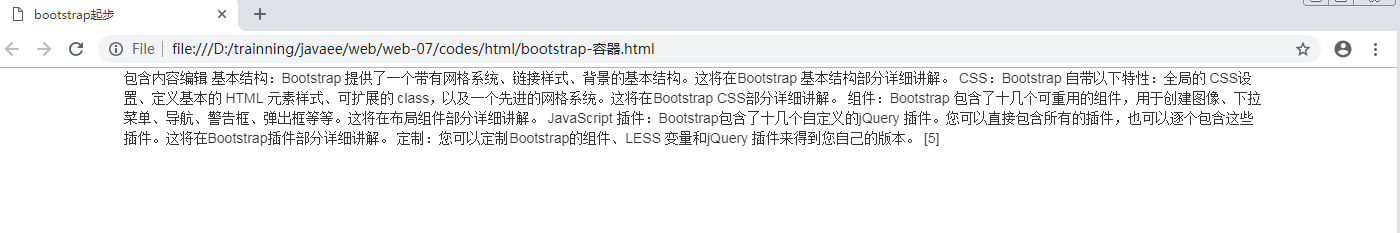 bootstrap起步
File file:///D:/trainning/javaee/web/web-07/codes/html/bootstrap-容器.html
包含内容编辑 基本结构：Bootstrap 提供了一个带有网格系统、链接样式、背景的基本结构。这将在Bootstrap 基本结构部分详细讲解。 CSS：Bootstrap 自带以下特性：全局的 CSS设
置、定义基本的 HTML 元素样式、可扩展的 class，以及一个先进的网格系统。这将在Bootstrap CSS部分详细讲解。 组件：Bootstrap 包含了十几个可重用的组件，用于创建图像、下拉
菜单、导航、警告框、弹出框等等。这将在布局组件部分详细讲解。 JavaScript 插件：Bootstrap包含了十几个自定义的jQuery 插件。您可以直接包含所有的插件，也可以逐个包含这些
插件。这将在Bootstrap插件部分详细讲解。 定制：您可以定制Bootstrap的组件、LESS 变量和jQuery 插件来得到您自己的版本。 [5]